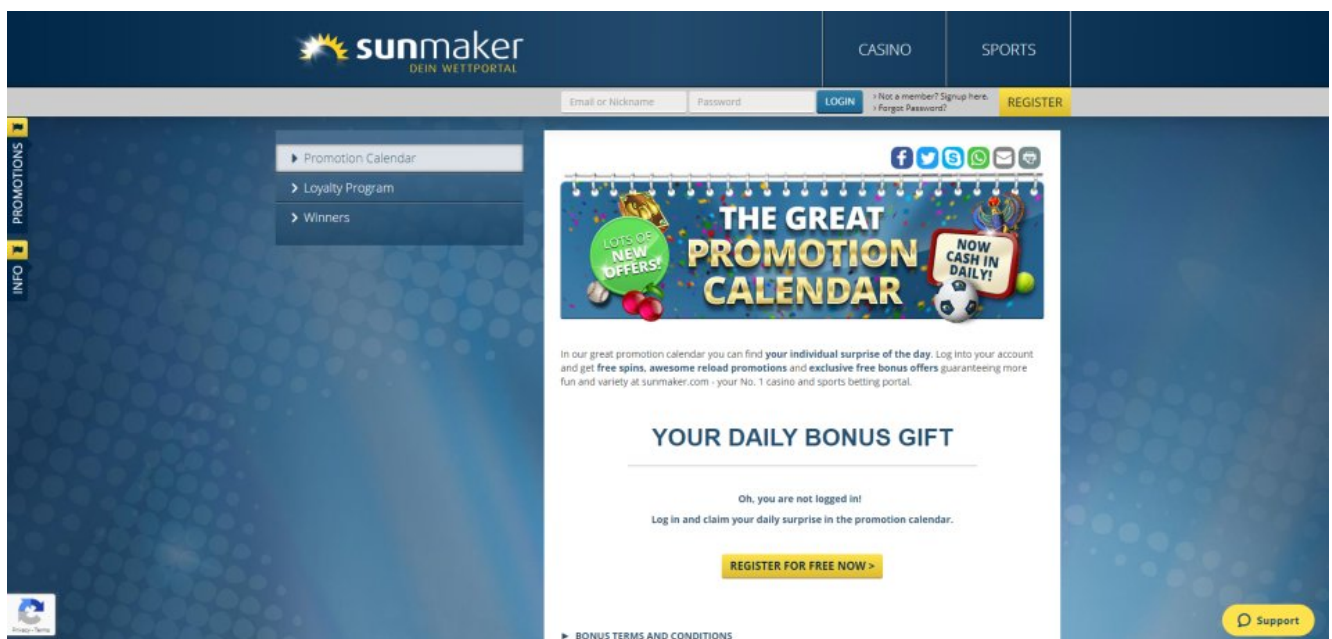 sunmaker
DEIN WETTPORTAL
CASINO
SPORTS
Email or Nickname
Password
LOGIN
› Not a member? Signup here.
› Forgot Password?
REGISTER
PROMOTIONS
INFO
Promotion Calendar
Loyalty Program
Winners
LOTS OF
NEW
OFFERS!
THE GREAT
PROMOTION
CALENDAR
NOW
CASH IN
DAILY!
In our great promotion calendar you can find your individual surprise of the day. Log into your account
and get free spins, awesome reload promotions and exclusive free bonus offers guaranteeing more
fun and variety at sunmaker.com - your No. 1 casino and sports betting portal.
YOUR DAILY BONUS GIFT
Oh, you are not logged in!
Log in and claim your daily surprise in the promotion calendar.
REGISTER FOR FREE NOW >
BONUS TERMS AND CONDITIONS
Privacy - Terms
Support